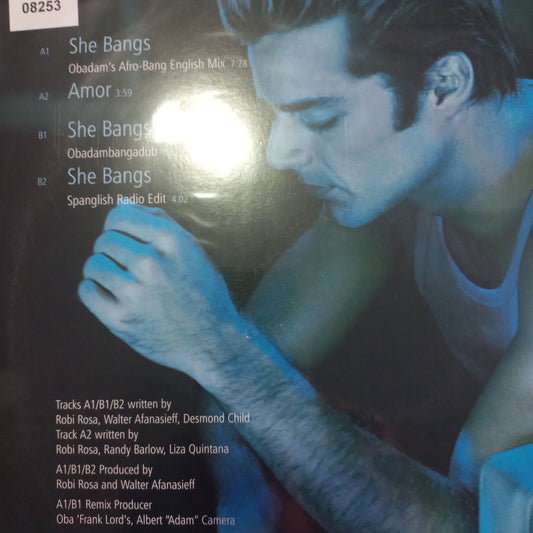 08253
A1 She Bangs
Obadam's Afro-Bang English Mix 7:28
A2 Amor 3:59
B1 She Bangs
Obadambangadub
B2 She Bangs
Spanglish Radio Edit 4.02
Tracks A1/B1/B2 written by
Robi Rosa, Walter Afanasieff, Desmond Child
Track A2 written by
Robi Rosa, Randy Barlow, Liza Quintana
A1/B1/B2 Produced by
Robi Rosa and Walter Afanasieff
A1/B1 Remix Producer
Oba 'Frank Lord's, Albert "Adam" Camera